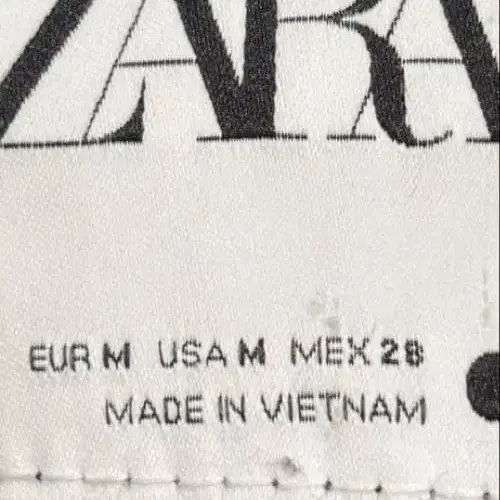 ZARA
EUR M USA M MEX 28
MADE IN VIETNAM